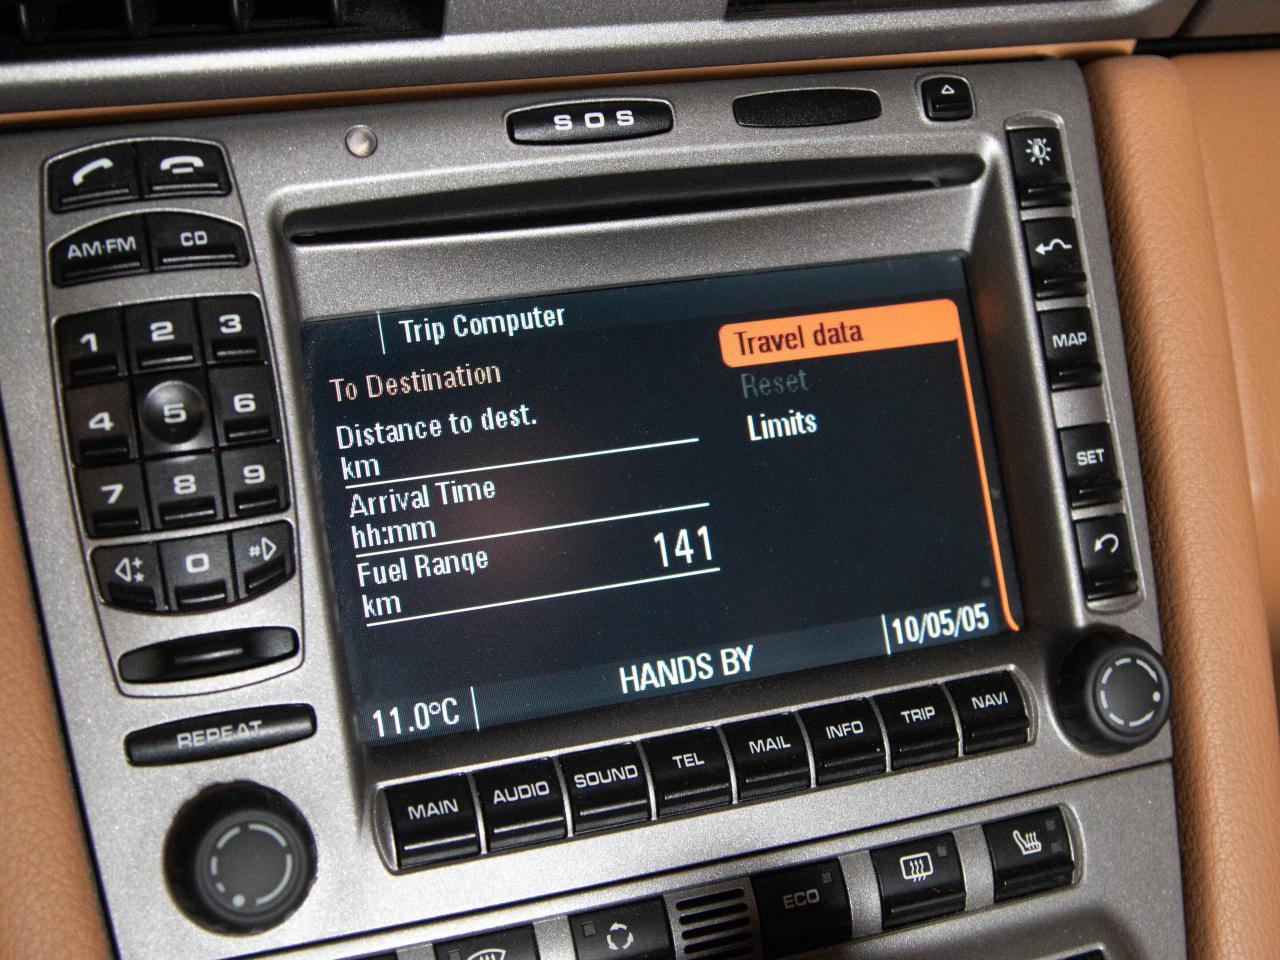 SOS
AM·FM
CD
1
2
3
4
5
6
7
8
9
*
0
#
REPEAT
Trip Computer
To Destination
Distance to dest.
km
Arrival Time
hh:mm
Fuel Range
141
km
Travel data
Reset
Limits
11.0°C
HANDS BY
10/05/05
MAP
SET
MAIN
AUDIO
SOUND
TEL
MAIL
INFO
TRIP
NAVI
ECO